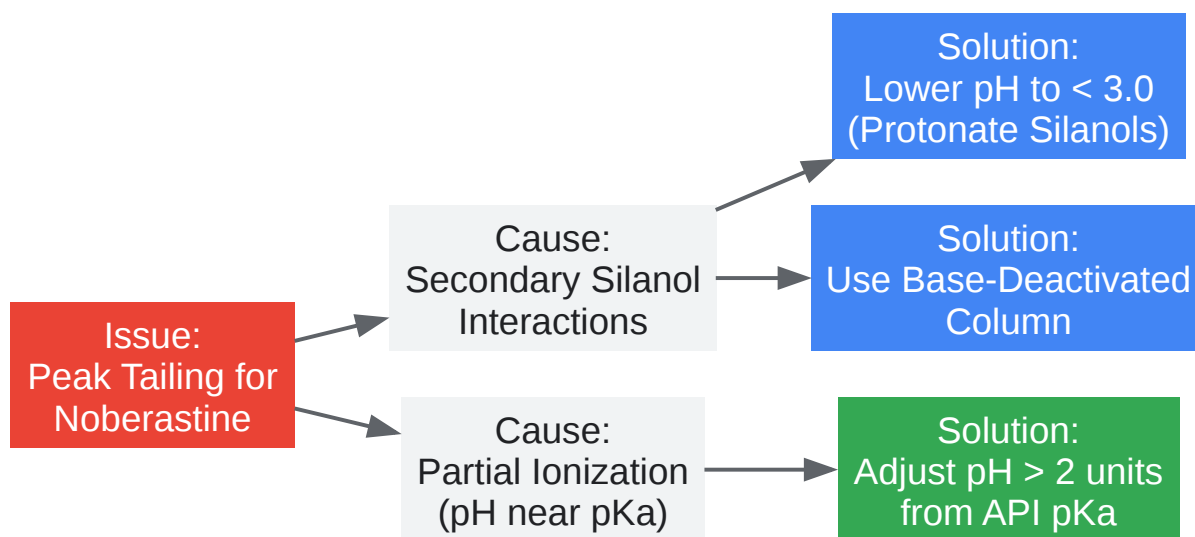 Issue:
Peak Tailing for
Noberastine
Cause:
Secondary Silanol
Interactions
Cause:
Partial Ionization
(pH near pKa)
Solution:
Lower pH to < 3.0
(Protonate Silanols)
Solution:
Use Base-Deactivated
Column
Solution:
Adjust pH > 2 units
from API pKa